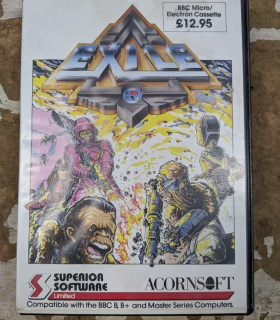 BBC Micro/
Electron Cassette
£12.95
EXILE
SUPERIOR
SOFTWARE
Limited
ACORNSOFT
Compatible with the BBC B, B+ and Master Series Computers.